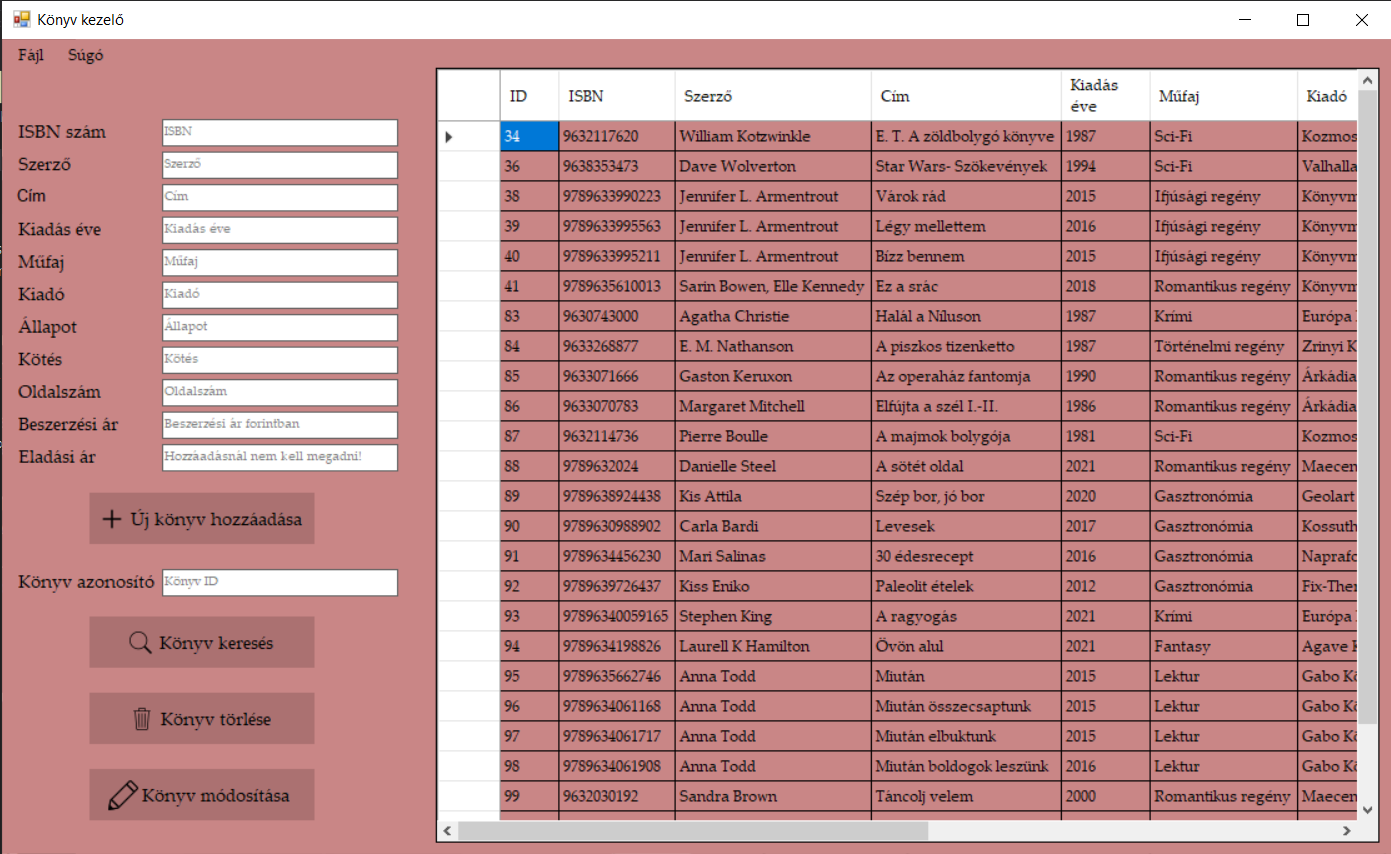 Könyv kezelő
Fájl Súgó
ISBN szám ISBN
Szerző Szerző
Cím Cím
Kiadás éve Kiadás éve
Műfaj Műfaj
Kiadó Kiadó
Állapot Állapot
Kötés Kötés
Oldalszám Oldalszám
Beszerzési ár Beszerzési ár forintban
Eladási ár Hozzáadásnál nem kell megadni!
Új könyv hozzáadása
Könyv azonosító Könyv ID
Könyv keresés
Könyv törlése
Könyv módosítása
ID ISBN Szerző Cím Kiadás éve Műfaj Kiadó
34 9632117620 William Kotzwinkle E. T. A zöldbolygó könyve 1987 Sci-Fi Kozmos
36 9638353473 Dave Wolverton Star Wars- Szökevények 1994 Sci-Fi Valhalla
38 9789633990223 Jennifer L. Armentrout Várok rád 2015 Ifjúsági regény Könyvm
39 9789633995563 Jennifer L. Armentrout Légy mellettem 2016 Ifjúsági regény Könyvm
40 9789633995211 Jennifer L. Armentrout Bízz bennem 2015 Ifjúsági regény Könyvm
41 9789635610013 Sarin Bowen, Elle Kennedy Ez a srác 2018 Romantikus regény Könyvm
83 9630743000 Agatha Christie Halál a Níluson 1987 Krími Európa
84 9633268877 E. M. Nathanson A piszkos tizenketto 1987 Történelmi regény Zrinyi K
85 9633071666 Gaston Keruxon Az operaház fantomja 1990 Romantikus regény Árkádia
86 9633070783 Margaret Mitchell Elfújta a szél I.-II. 1986 Romantikus regény Árkádia
87 9632114736 Pierre Boulle A majmok bolygója 1981 Sci-Fi Kozmos
88 9789632024 Danielle Steel A sötét oldal 2021 Romantikus regény Maecen
89 9789638924438 Kis Attila Szép bor, jó bor 2020 Gasztronómia Geolart
90 9789630988902 Carla Bardi Levesek 2017 Gasztronómia Kossuth
91 9789634456230 Mari Salinas 30 édesrecept 2016 Gasztronómia Naprafo
92 9789639726437 Kiss Eniko Paleolit ételek 2012 Gasztronómia Fix-Ther
93 97896340059165 Stephen King A ragyogás 2021 Krími Európa
94 9789634198826 Laurell K Hamilton Övön alul 2021 Fantasy Agave K
95 9789635662746 Anna Todd Miután 2015 Lektur Gabo Kö
96 9789634061168 Anna Todd Miután összecsaptunk 2015 Lektur Gabo Kö
97 9789634061717 Anna Todd Miután elbuktunk 2015 Lektur Gabo Kö
98 9789634061908 Anna Todd Miután boldogok leszünk 2016 Lektur Gabo Kö
99 9632030192 Sandra Brown Táncolj velem 2000 Romantikus regény Maecen